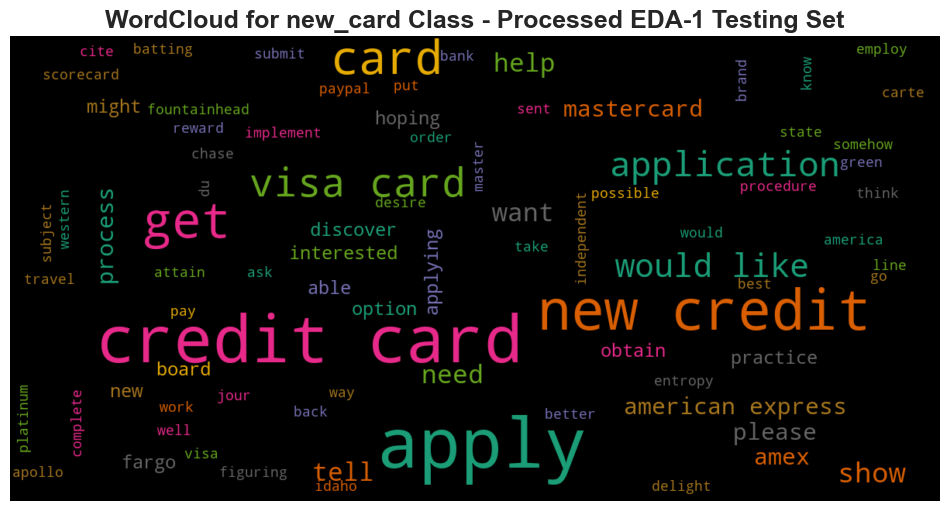 WordCloud for new_card Class - Processed EDA-1 Testing Set
cite
batting
submit
card
bank
help
employ
scorecard
paypal
put
brand
know
carte
might
fountainhead
sent
mastercard
hoping
reward
implement
order
state
somehow
chase
master
application
green
visa card
du
desire
possible
procedure
think
process
get
want
independent
subject
western
discover
would
america
interested
take
applying
would like
line
travel
attain
ask
able
best
go
option
new credit
pay
credit card
obtain
practice
board
need
entropy
platinum
complete
new
way
jour
work
back
better
american express
well
apply
please
visa
amex
fargo
apollo
figuring
tell
show
idaho
delight